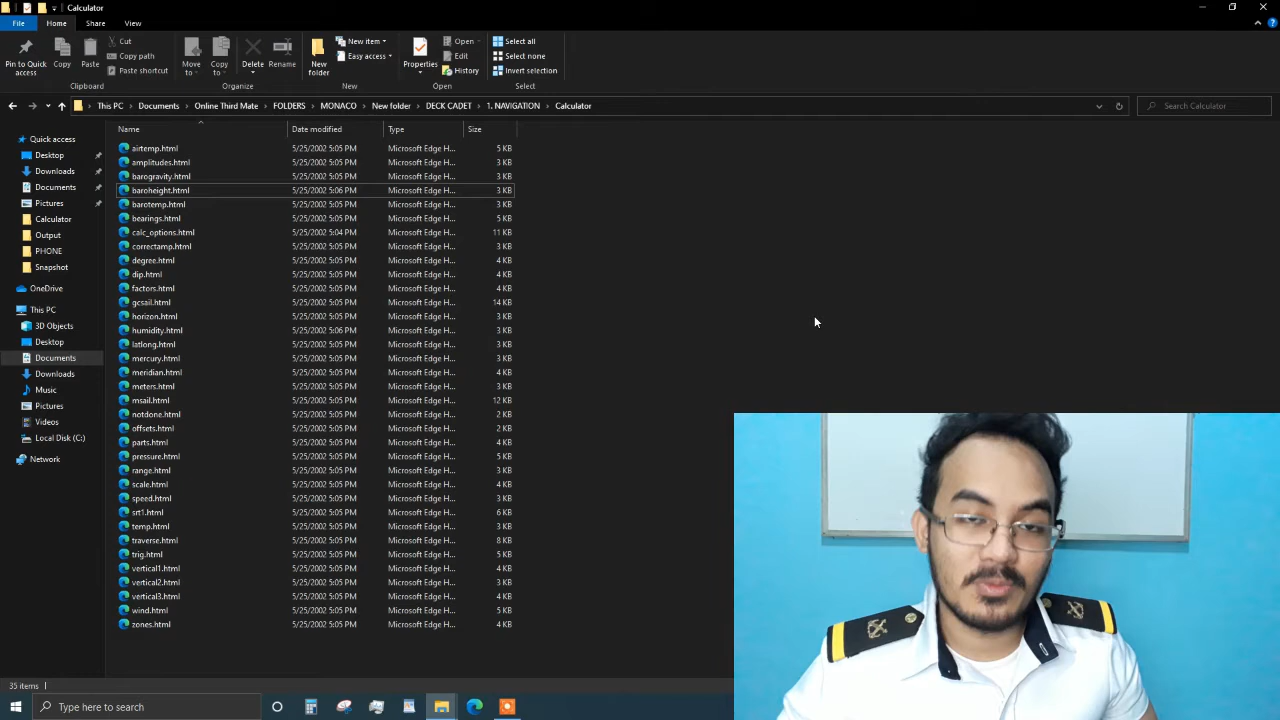 Calculator
File Home Share View
Pin to Quick access
Copy
Paste
Cut
Copy path
Paste shortcut
Clipboard
Move to
Copy to
Delete
Rename
Organize
New folder
New item
Easy access
New
Properties
Open
Edit
History
Open
Select all
Select none
Invert selection
Select
This PC Documents Online Third Mate FOLDERS MONACO New folder DECK CADET 1. NAVIGATION Calculator
Search Calculator
Quick access
Desktop
Downloads
Documents
Pictures
Calculator
Output
PHONE
Snapshot
OneDrive
This PC
3D Objects
Desktop
Documents
Downloads
Music
Pictures
Videos
Local Disk (C:)
Network
Name Date modified Type Size
airtemp.html 5/25/2002 5:05 PM Microsoft Edge H... 5 KB
amplitudes.html 5/25/2002 5:05 PM Microsoft Edge H... 3 KB
barogravity.html 5/25/2002 5:05 PM Microsoft Edge H... 3 KB
baroheight.html 5/25/2002 5:06 PM Microsoft Edge H... 3 KB
barotemp.html 5/25/2002 5:05 PM Microsoft Edge H... 3 KB
bearings.html 5/25/2002 5:05 PM Microsoft Edge H... 5 KB
calc_options.html 5/25/2002 5:04 PM Microsoft Edge H... 11 KB
correctamp.html 5/25/2002 5:05 PM Microsoft Edge H... 3 KB
degree.html 5/25/2002 5:05 PM Microsoft Edge H... 4 KB
dip.html 5/25/2002 5:05 PM Microsoft Edge H... 4 KB
factors.html 5/25/2002 5:05 PM Microsoft Edge H... 4 KB
gcsail.html 5/25/2002 5:05 PM Microsoft Edge H... 14 KB
horizon.html 5/25/2002 5:05 PM Microsoft Edge H... 3 KB
humidity.html 5/25/2002 5:06 PM Microsoft Edge H... 3 KB
latlong.html 5/25/2002 5:05 PM Microsoft Edge H... 3 KB
mercury.html 5/25/2002 5:05 PM Microsoft Edge H... 3 KB
meridian.html 5/25/2002 5:05 PM Microsoft Edge H... 4 KB
meters.html 5/25/2002 5:05 PM Microsoft Edge H... 3 KB
msail.html 5/25/2002 5:05 PM Microsoft Edge H... 12 KB
notdone.html 5/25/2002 5:05 PM Microsoft Edge H... 2 KB
offsets.html 5/25/2002 5:05 PM Microsoft Edge H... 2 KB
parts.html 5/25/2002 5:05 PM Microsoft Edge H... 4 KB
pressure.html 5/25/2002 5:05 PM Microsoft Edge H... 5 KB
range.html 5/25/2002 5:05 PM Microsoft Edge H... 3 KB
scale.html 5/25/2002 5:05 PM Microsoft Edge H... 4 KB
speed.html 5/25/2002 5:05 PM Microsoft Edge H... 3 KB
srt1.html 5/25/2002 5:05 PM Microsoft Edge H... 6 KB
temp.html 5/25/2002 5:05 PM Microsoft Edge H... 3 KB
traverse.html 5/25/2002 5:05 PM Microsoft Edge H... 8 KB
trig.html 5/25/2002 5:05 PM Microsoft Edge H... 5 KB
vertical1.html 5/25/2002 5:05 PM Microsoft Edge H... 4 KB
vertical2.html 5/25/2002 5:05 PM Microsoft Edge H... 3 KB
vertical3.html 5/25/2002 5:05 PM Microsoft Edge H... 4 KB
wind.html 5/25/2002 5:05 PM Microsoft Edge H... 3 KB
zones.html 5/25/2002 5:05 PM Microsoft Edge H... 4 KB
35 items
Type here to search